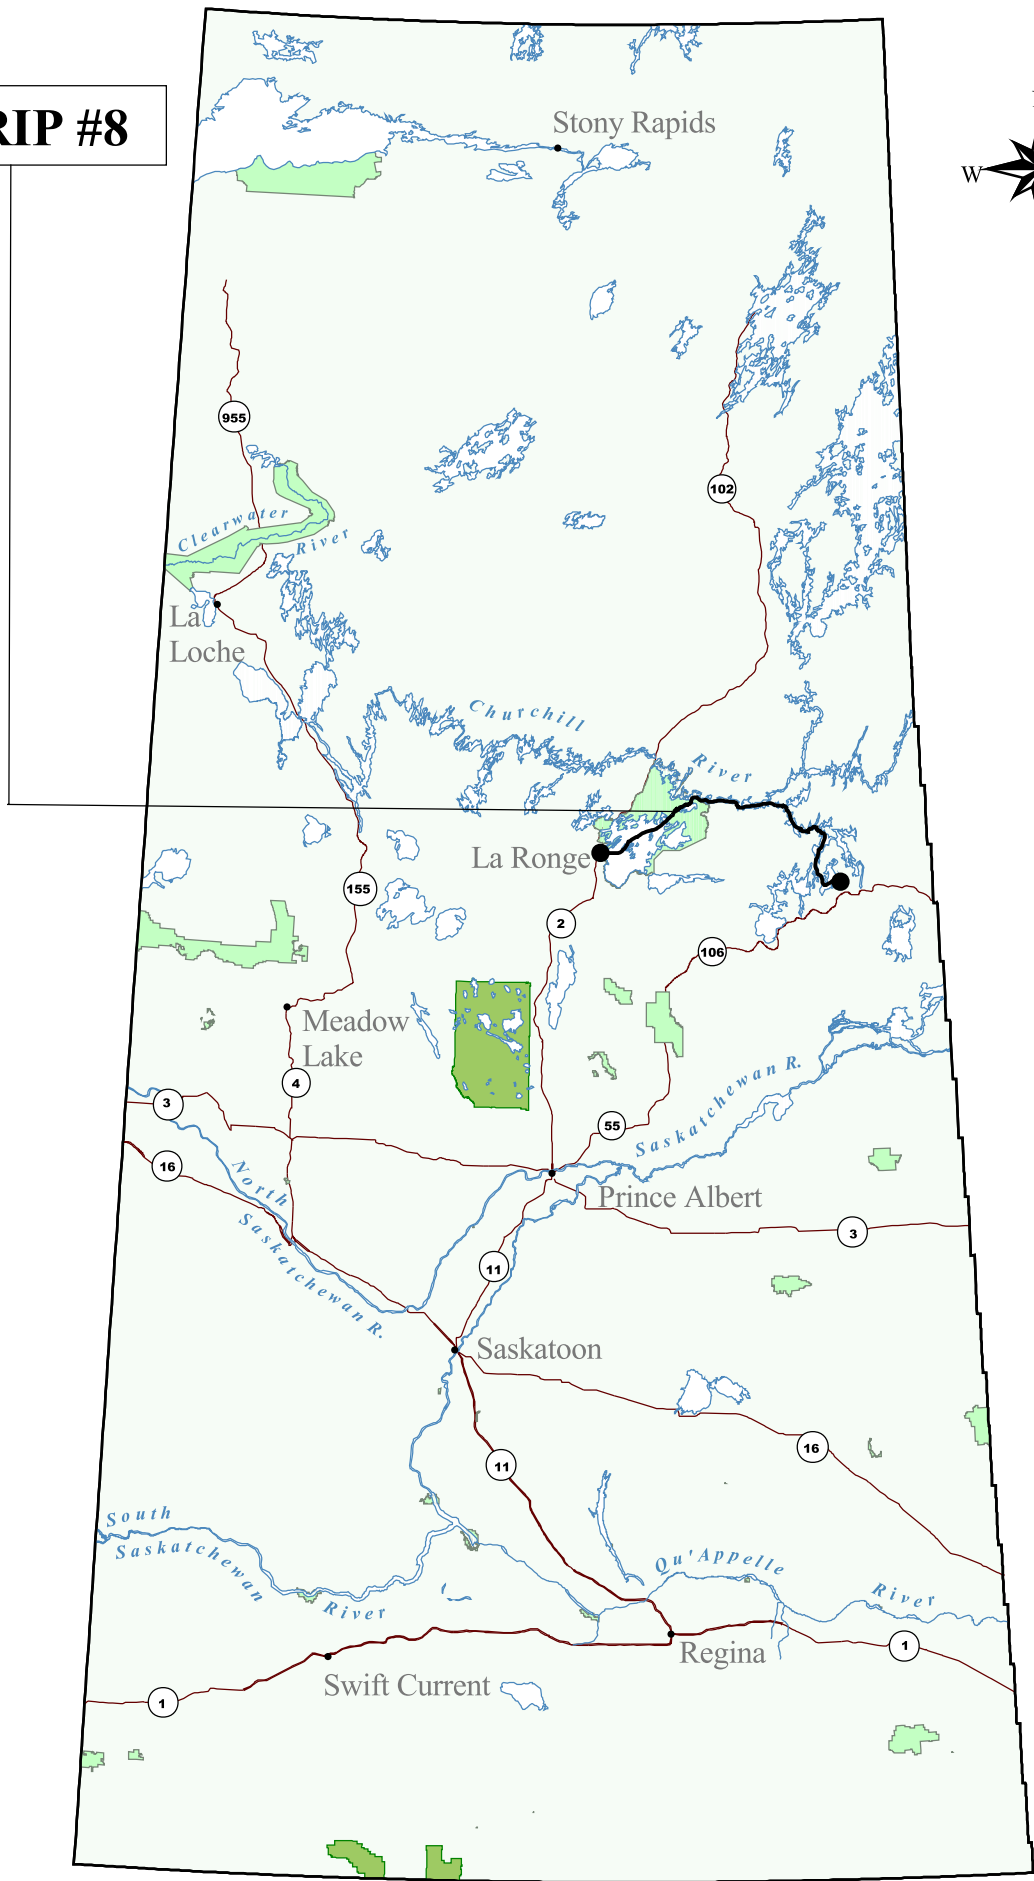 RIP #8
Stony Rapids
W
955
102
Clearwater
River
La
Loche
Churchill
River
La Ronge
155
2
106
Meadow
Lake
4
3
55
Saskatchewan R.
16
North
Saskatchewan R.
Prince Albert
3
11
Saskatoon
16
11
South
Saskatchewan
River
Qu'Appelle
River
Regina
1
Swift Current
1